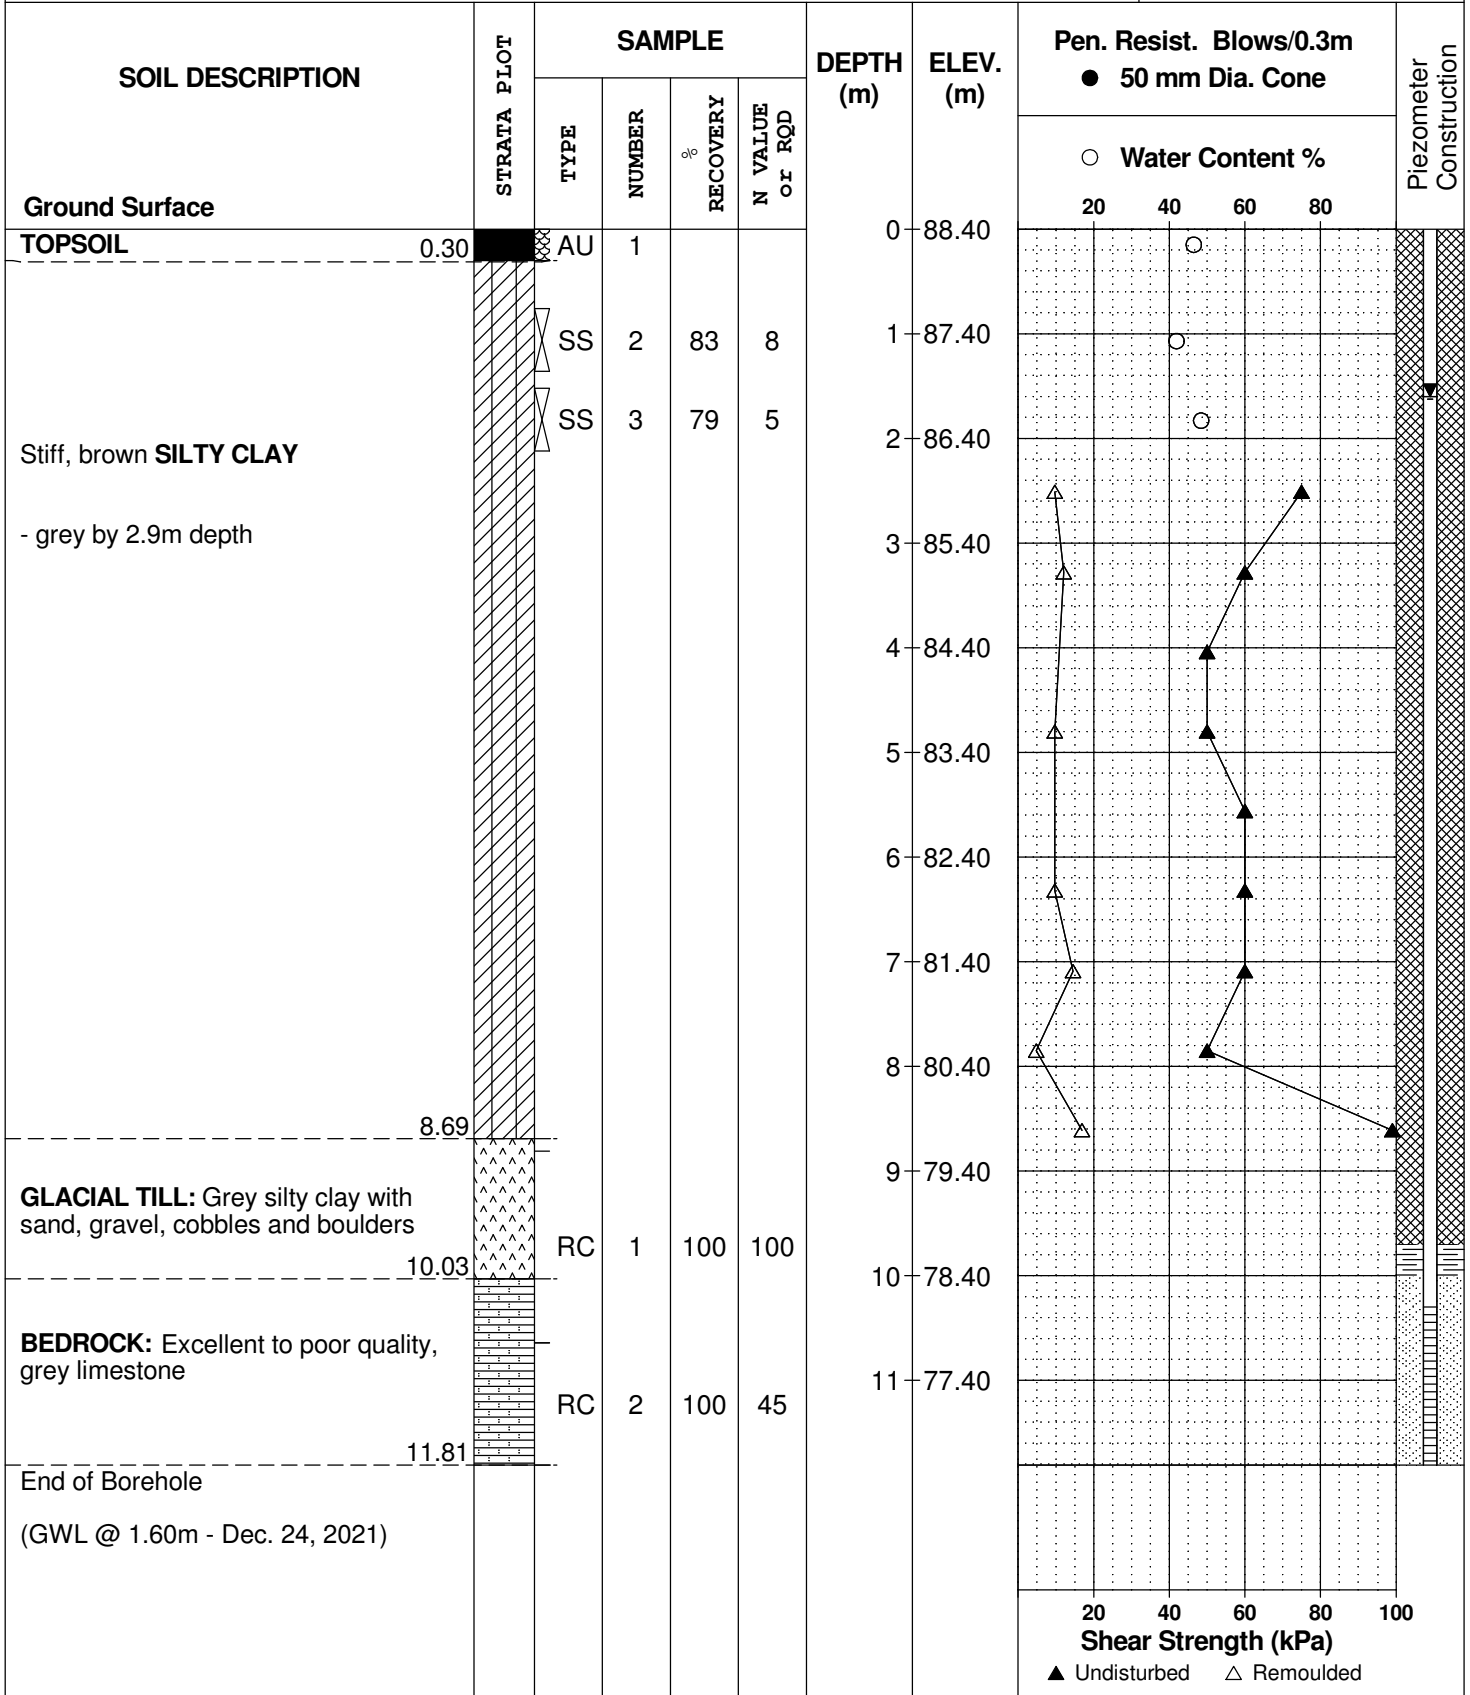 SOIL DESCRIPTION
STRATA PLOT
SAMPLE
TYPE
NUMBER
% RECOVERY
N VALUE or RQD
DEPTH (m)
ELEV. (m)
Pen. Resist. Blows/0.3m
● 50 mm Dia. Cone
○ Water Content %
20 40 60 80
Piezometer Construction
Ground Surface
0 88.40
TOPSOIL 0.30
AU 1
SS 2 83 8
1 87.40
SS 3 79 5
2 86.40
Stiff, brown SILTY CLAY
- grey by 2.9m depth
3 85.40
4 84.40
5 83.40
6 82.40
7 81.40
8 80.40
8.69
9 79.40
GLACIAL TILL: Grey silty clay with
sand, gravel, cobbles and boulders
RC 1 100 100
10.03
10 78.40
BEDROCK: Excellent to poor quality,
grey limestone
11 77.40
RC 2 100 45
11.81
End of Borehole
(GWL @ 1.60m - Dec. 24, 2021)
20 40 60 80 100
Shear Strength (kPa)
▲ Undisturbed △ Remoulded